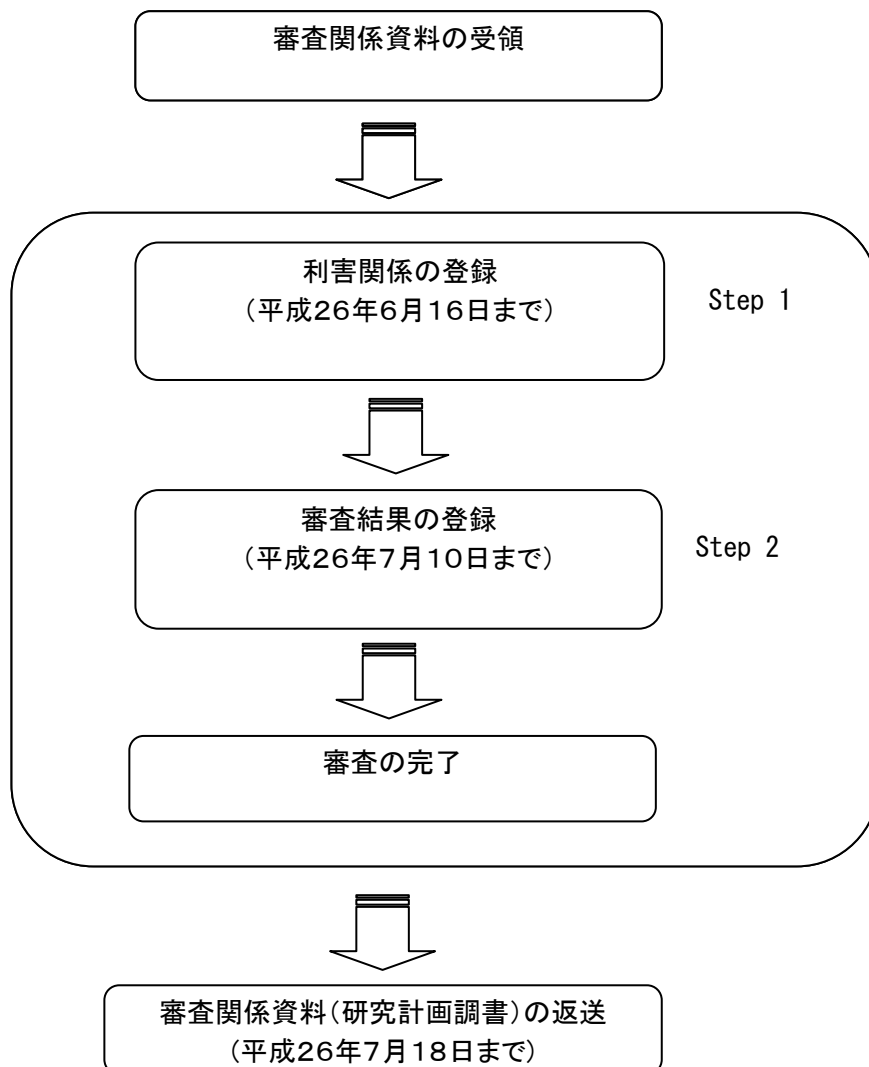 審査関係資料の受領
利害関係の登録
（平成２６年６月１６日まで）
Step 1
審査結果の登録
（平成２６年７月１０日まで）
Step 2
審査の完了
審査関係資料（研究計画調書）の返送
（平成２６年７月１８日まで）